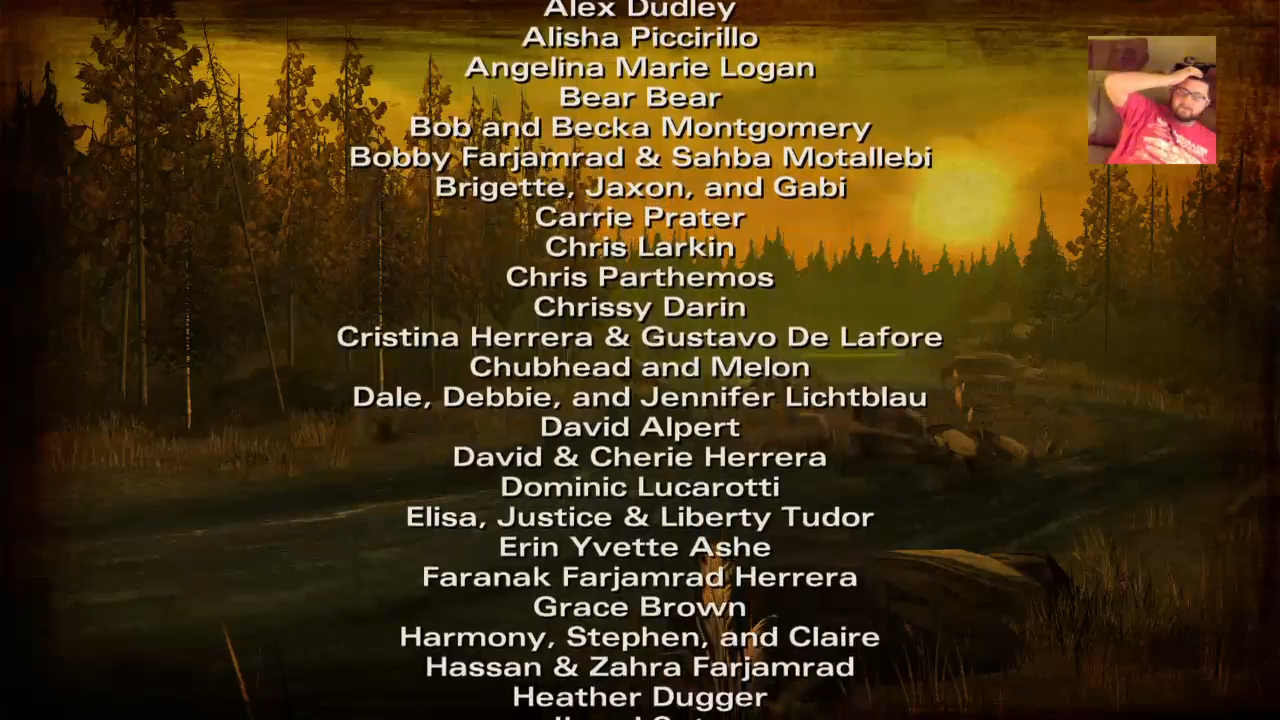 Alex Dudley
Alisha Piccirillo
Angelina Marie Logan
Bear Bear
Bob and Becka Montgomery
Bobby Farjamrad & Sahba Motallebi
Brigette, Jaxon, and Gabi
Carrie Prater
Chris Larkin
Chris Parthemos
Chrissy Darin
Cristina Herrera & Gustavo De Lafore
Chubhead and Melon
Dale, Debbie, and Jennifer Lichtblau
David Alpert
David & Cherie Herrera
Dominic Lucarotti
Elisa, Justice & Liberty Tudor
Erin Yvette Ashe
Faranak Farjamrad Herrera
Grace Brown
Harmony, Stephen, and Claire
Hassan & Zahra Farjamrad
Heather Dugger